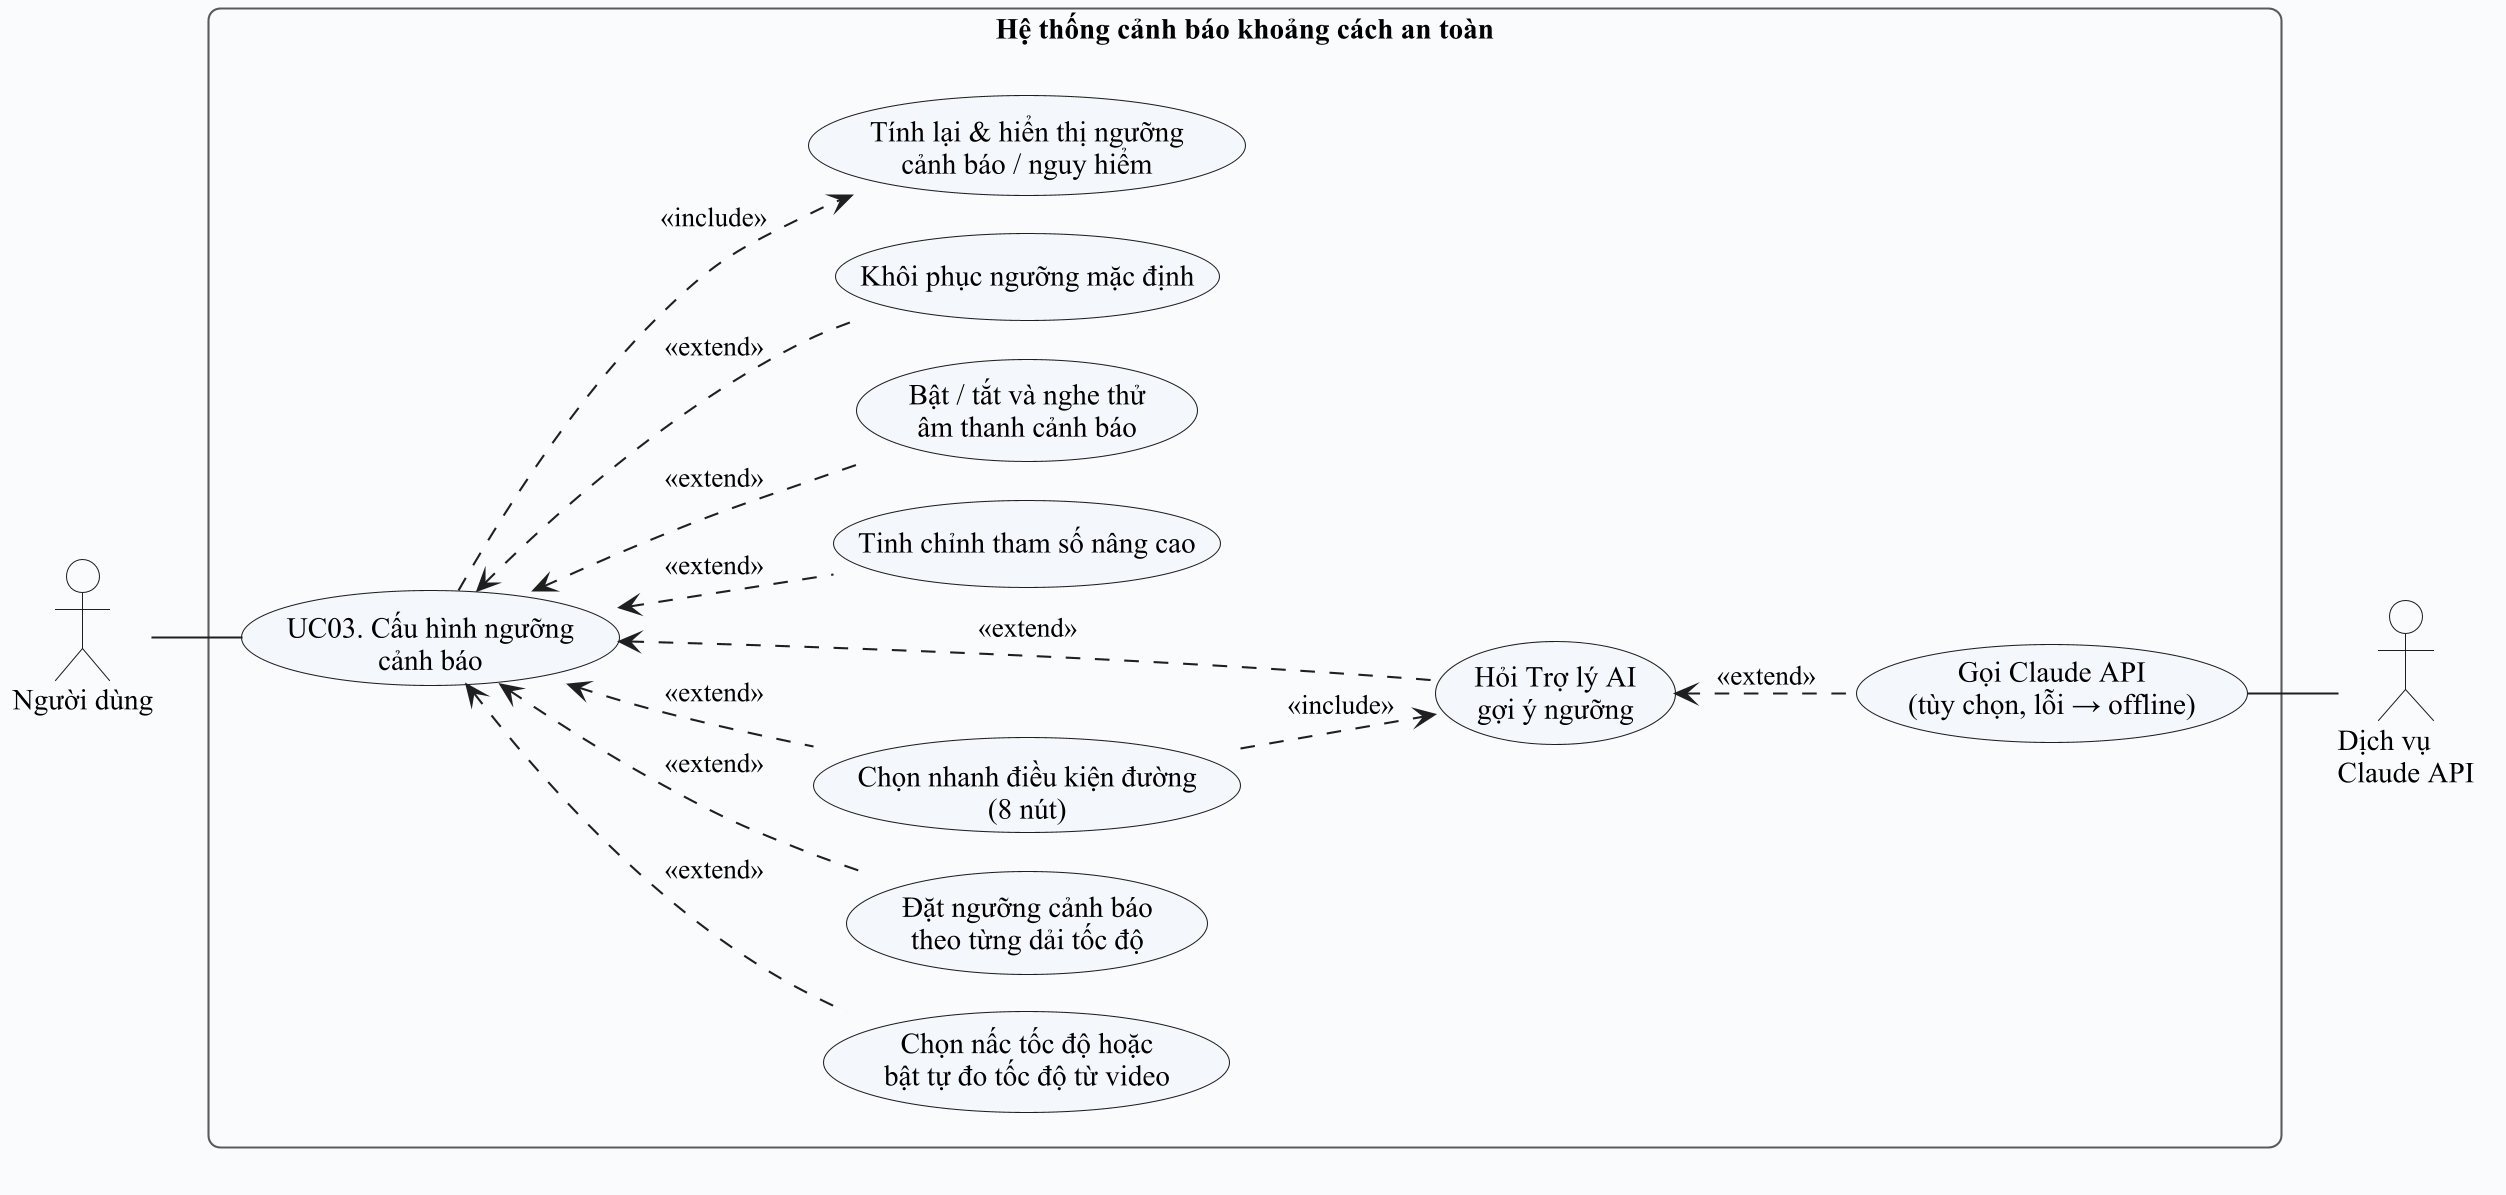 Hệ thống cảnh báo khoảng cách an toàn
Tính lại & hiển thị ngưỡng
cảnh báo / nguy hiểm
«include»
Khôi phục ngưỡng mặc định
«extend»
Bật / tắt và nghe thử
âm thanh cảnh báo
«extend»
Tinh chỉnh tham số nâng cao
«extend»
UC03. Cấu hình ngưỡng
cảnh báo
Người dùng
«extend»
Hỏi Trợ lý AI
gợi ý ngưỡng
«extend»
Gọi Claude API
(tùy chọn, lỗi → offline)
Dịch vụ
Claude API
«extend»
«include»
Chọn nhanh điều kiện đường
(8 nút)
«extend»
Đặt ngưỡng cảnh báo
theo từng dải tốc độ
«extend»
Chọn nấc tốc độ hoặc
bật tự đo tốc độ từ video